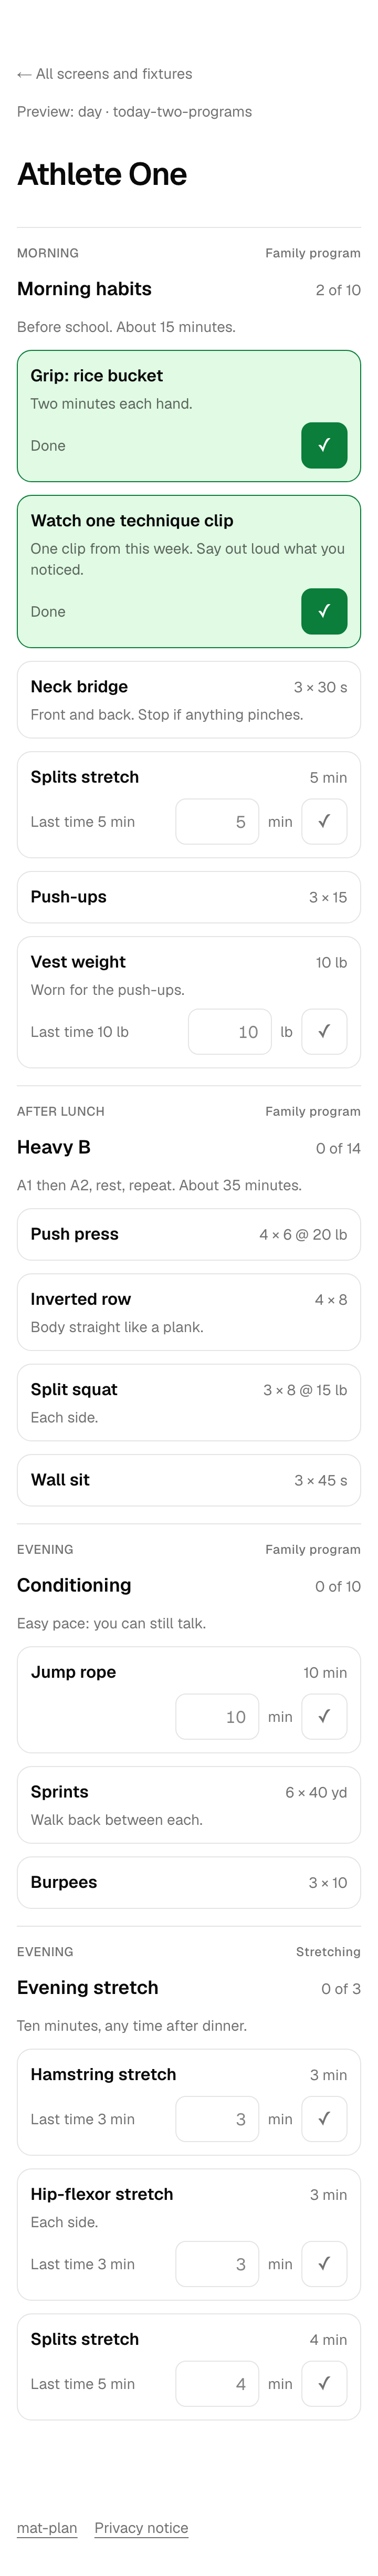 ← All screens and fixtures
Preview: day · today-two-programs
Athlete One
MORNING Family program
Morning habits 2 of 10
Before school. About 15 minutes.
Grip: rice bucket
Two minutes each hand.
Done ✓
Watch one technique clip
One clip from this week. Say out loud what you
noticed.
Done ✓
Neck bridge 3 × 30 s
Front and back. Stop if anything pinches.
Splits stretch 5 min
Last time 5 min 5 min ✓
Push-ups 3 × 15
Vest weight 10 lb
Worn for the push-ups.
Last time 10 lb 10 lb ✓
AFTER LUNCH Family program
Heavy B 0 of 14
A1 then A2, rest, repeat. About 35 minutes.
Push press 4 × 6 @ 20 lb
Inverted row 4 × 8
Body straight like a plank.
Split squat 3 × 8 @ 15 lb
Each side.
Wall sit 3 × 45 s
EVENING Family program
Conditioning 0 of 10
Easy pace: you can still talk.
Jump rope 10 min
10 min ✓
Sprints 6 × 40 yd
Walk back between each.
Burpees 3 × 10
EVENING Stretching
Evening stretch 0 of 3
Ten minutes, any time after dinner.
Hamstring stretch 3 min
Last time 3 min 3 min ✓
Hip-flexor stretch 3 min
Each side.
Last time 3 min 3 min ✓
Splits stretch 4 min
Last time 5 min 4 min ✓
mat-plan Privacy notice